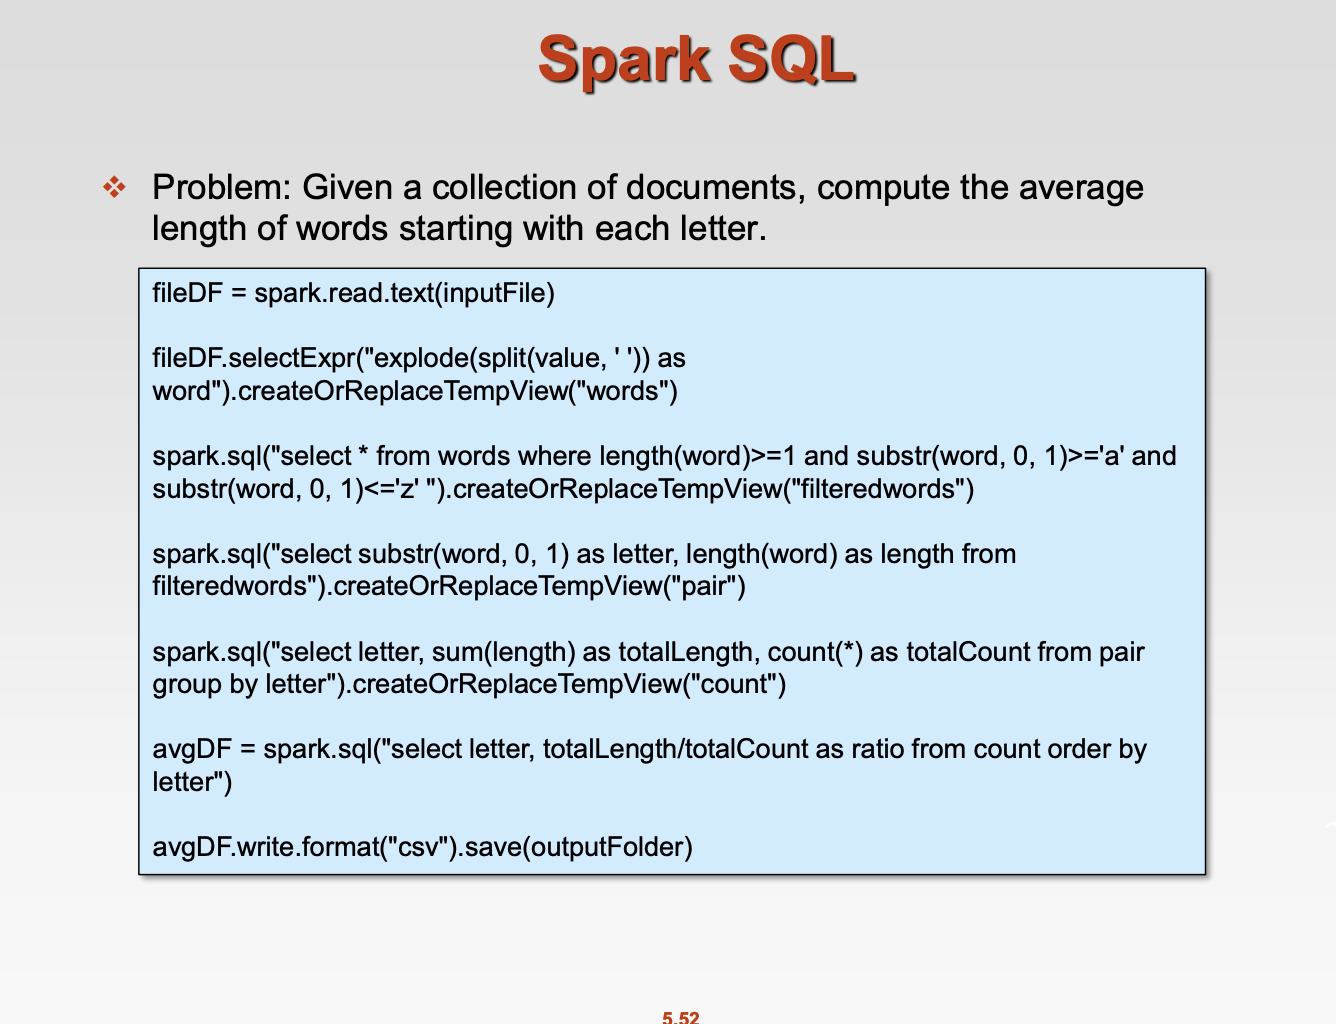 Spark SQL
Problem: Given a collection of documents, compute the average
length of words starting with each letter.
fileDF = spark.read.text(inputFile)
fileDF.selectExpr("explode(split(value, ' ')) as
word").createOrReplaceTempView("words")
spark.sql("select * from words where length(word)>=1 and substr(word, 0, 1)>='a' and
substr(word, 0, 1)<='z' ").createOrReplaceTempView("filteredwords")
spark.sql("select substr(word, 0, 1) as letter, length(word) as length from
filteredwords").createOrReplaceTempView("pair")
spark.sql("select letter, sum(length) as totalLength, count(*) as totalCount from pair
group by letter").createOrReplaceTempView("count")
avgDF = spark.sql("select letter, totalLength/totalCount as ratio from count order by
letter")
avgDF.write.format("csv").save(outputFolder)
5.52